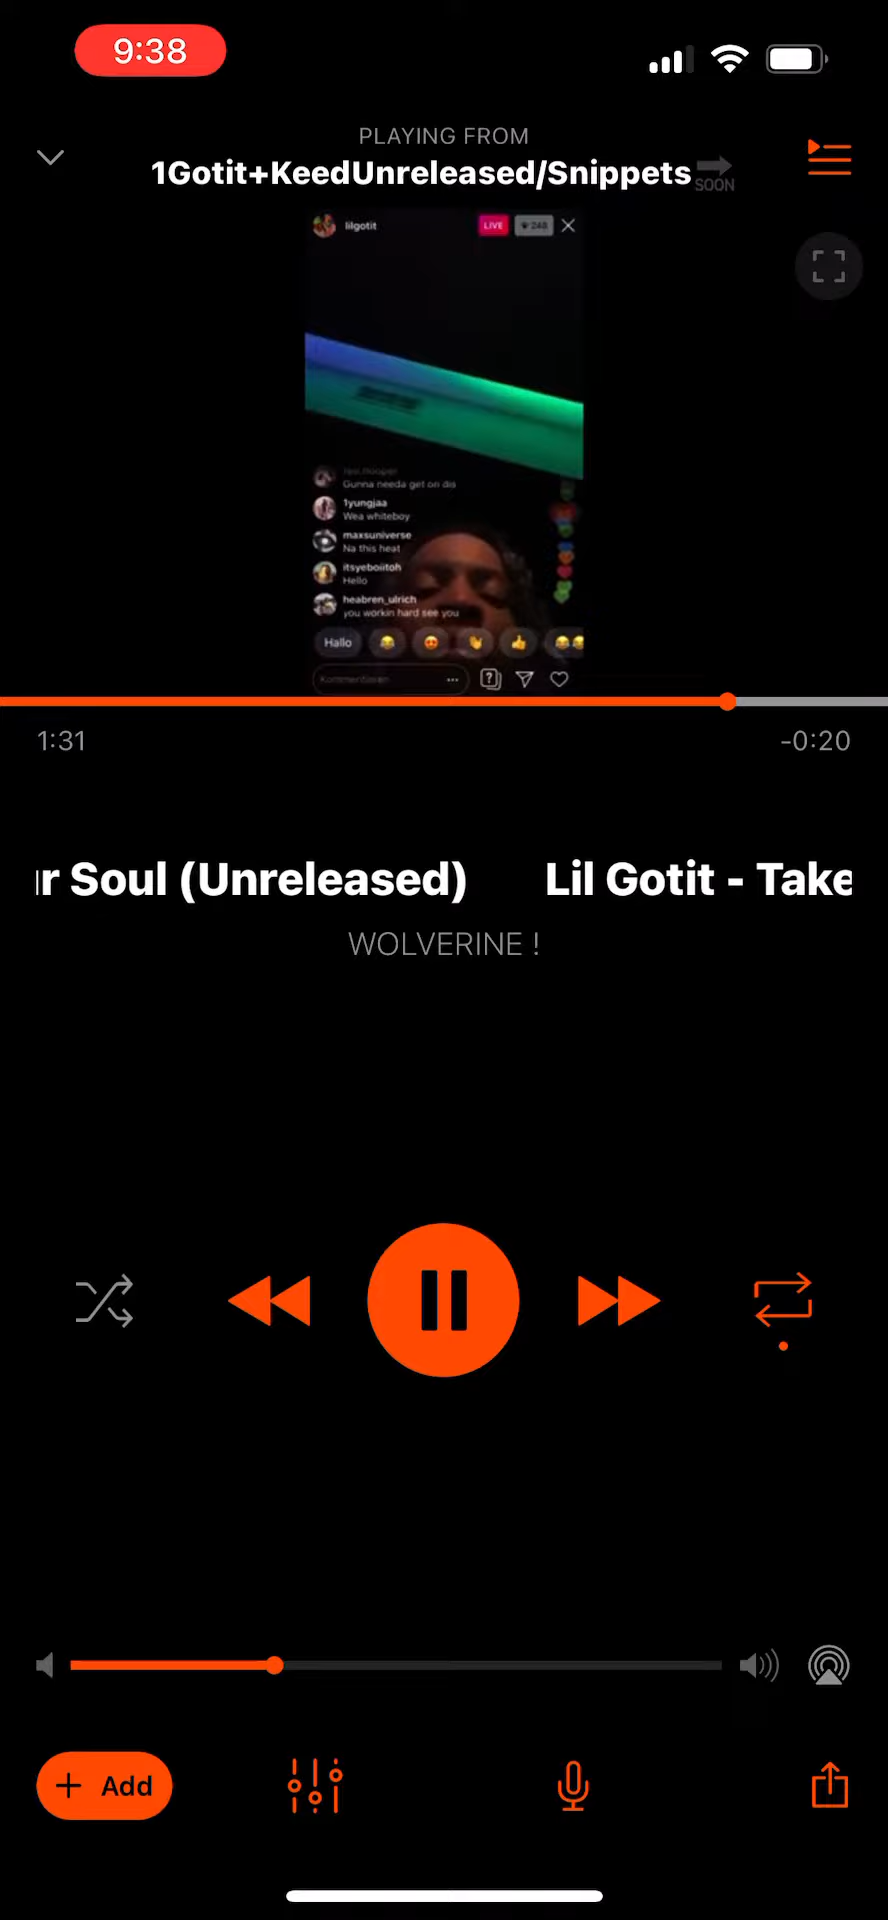 9:38
PLAYING FROM
1Gotit+KeedUnreleased/Snippets
SOON
lilgotit
LIVE
248
Gunna needa get on dis
1yungjaa
Wea whiteboy
maxsuniverse
Na this heat
itsyeboiitoh
Hello
heabren_ulrich
you workin hard see you
Hallo
Kommentieren
1:31
-0:20
r Soul (Unreleased)
Lil Gotit - Take
WOLVERINE !
Add